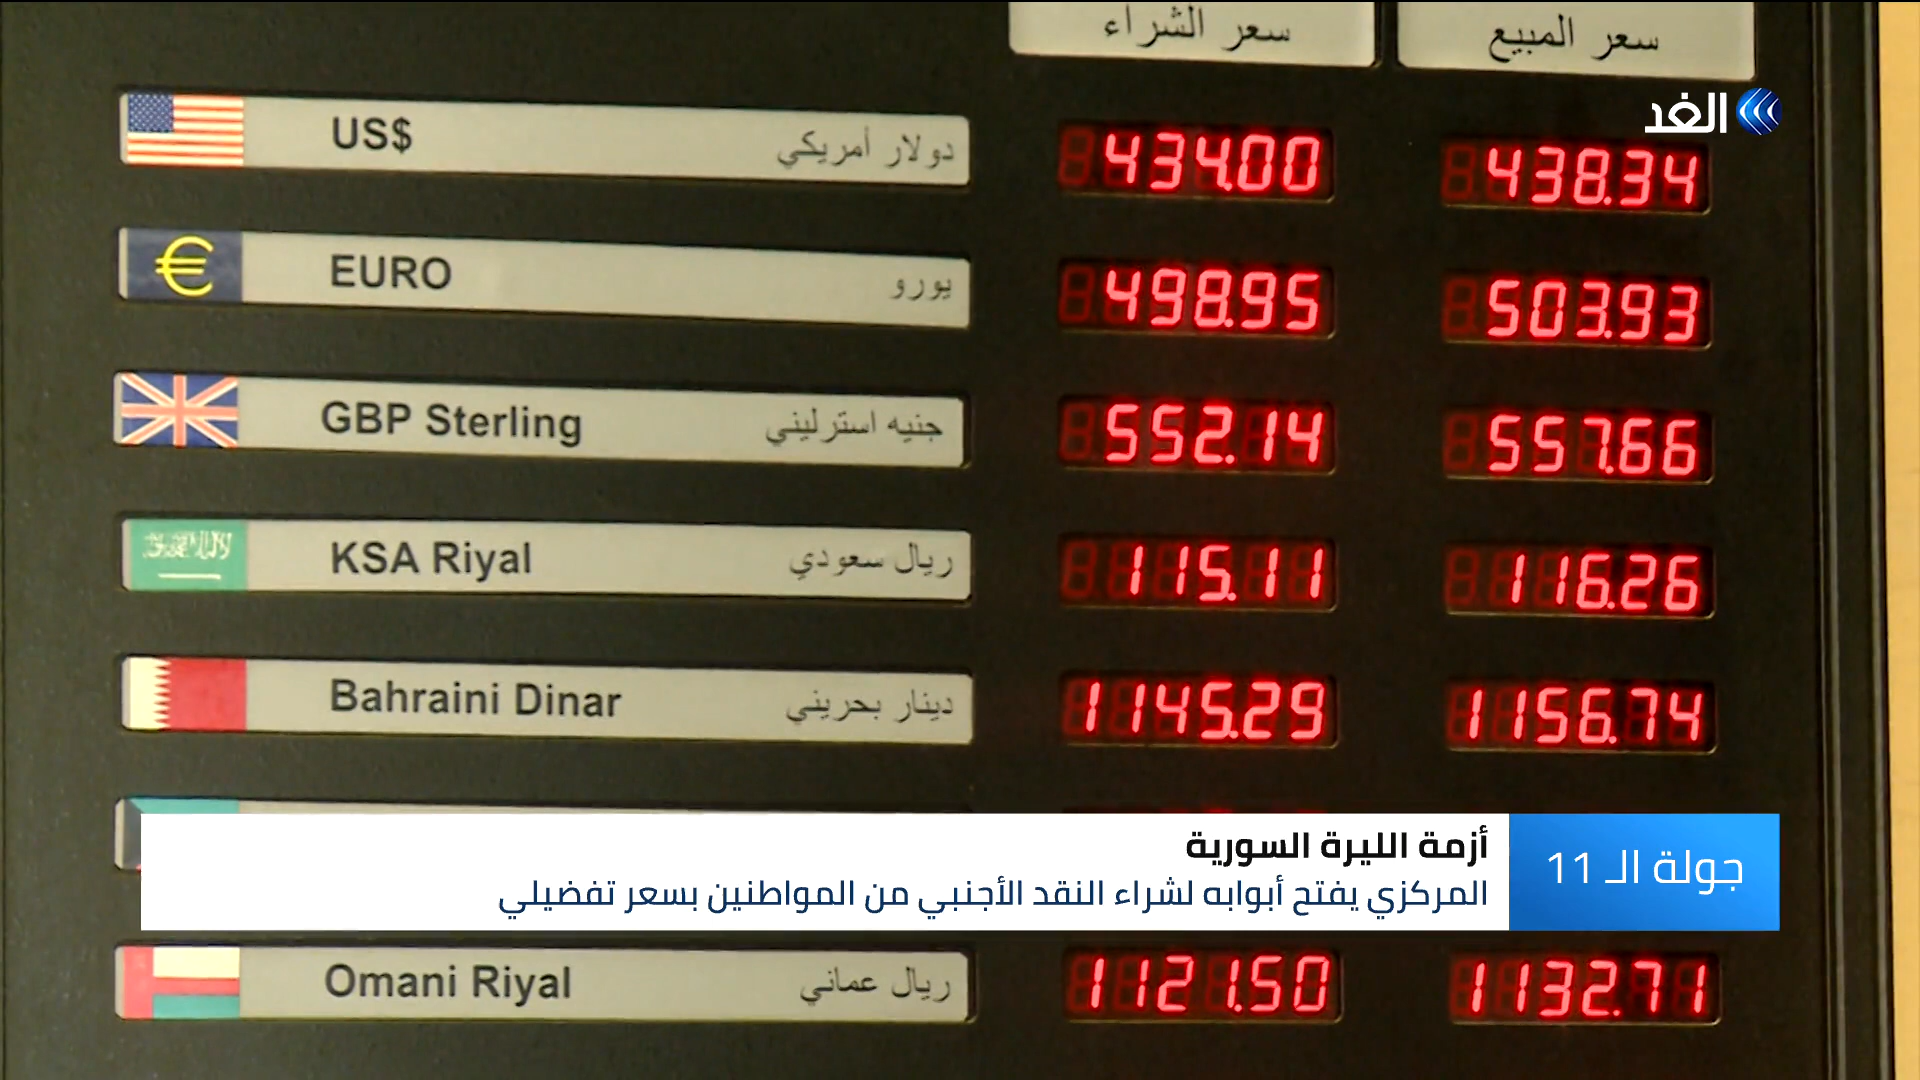 سعر المبيع
سعر الشراء
الغد
US$ دولار أمريكي 434.00 438.34
EURO يورو 498.95 503.93
GBP Sterling جنيه استرليني 552.14 557.66
KSA Riyal ريال سعودي 115.11 116.26
Bahraini Dinar دينار بحريني 1145.29 1156.74
جولة الـ 11
أزمة الليرة السورية
المركزي يفتح أبوابه لشراء النقد الأجنبي من المواطنين بسعر تفضيلي
Omani Riyal ريال عماني 1121.50 1132.71